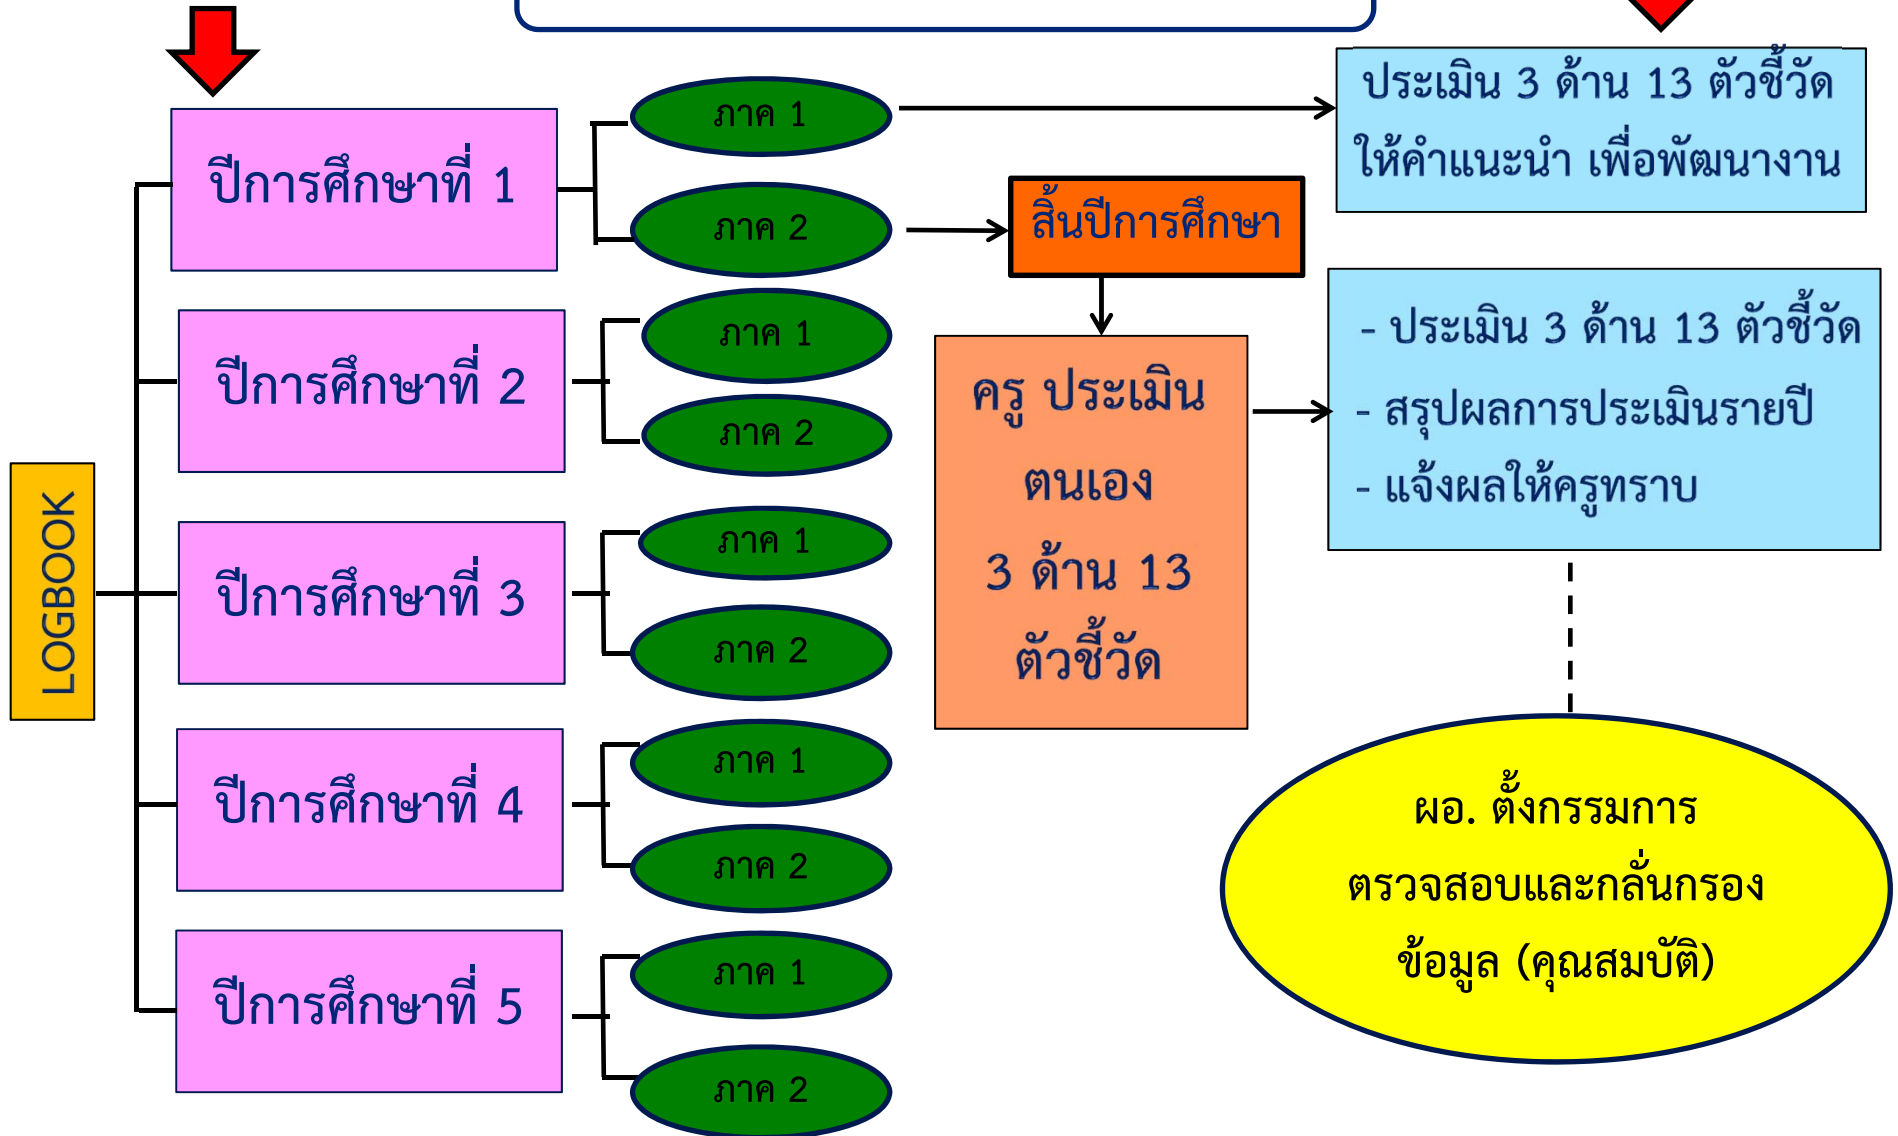 LOGBOOK
ปีการศึกษาที่ 1
ภาค 1
ภาค 2
ปีการศึกษาที่ 2
ภาค 1
ภาค 2
ปีการศึกษาที่ 3
ภาค 1
ภาค 2
ปีการศึกษาที่ 4
ภาค 1
ภาค 2
ปีการศึกษาที่ 5
ภาค 1
ภาค 2
สิ้นปีการศึกษา
ครู ประเมิน
ตนเอง
3 ด้าน 13
ตัวชี้วัด
ประเมิน 3 ด้าน 13 ตัวชี้วัด
ให้คำแนะนำ เพื่อพัฒนางาน
- ประเมิน 3 ด้าน 13 ตัวชี้วัด
- สรุปผลการประเมินรายปี
- แจ้งผลให้ครูทราบ
ผอ. ตั้งกรรมการ
ตรวจสอบและกลั่นกรอง
ข้อมูล (คุณสมบัติ)